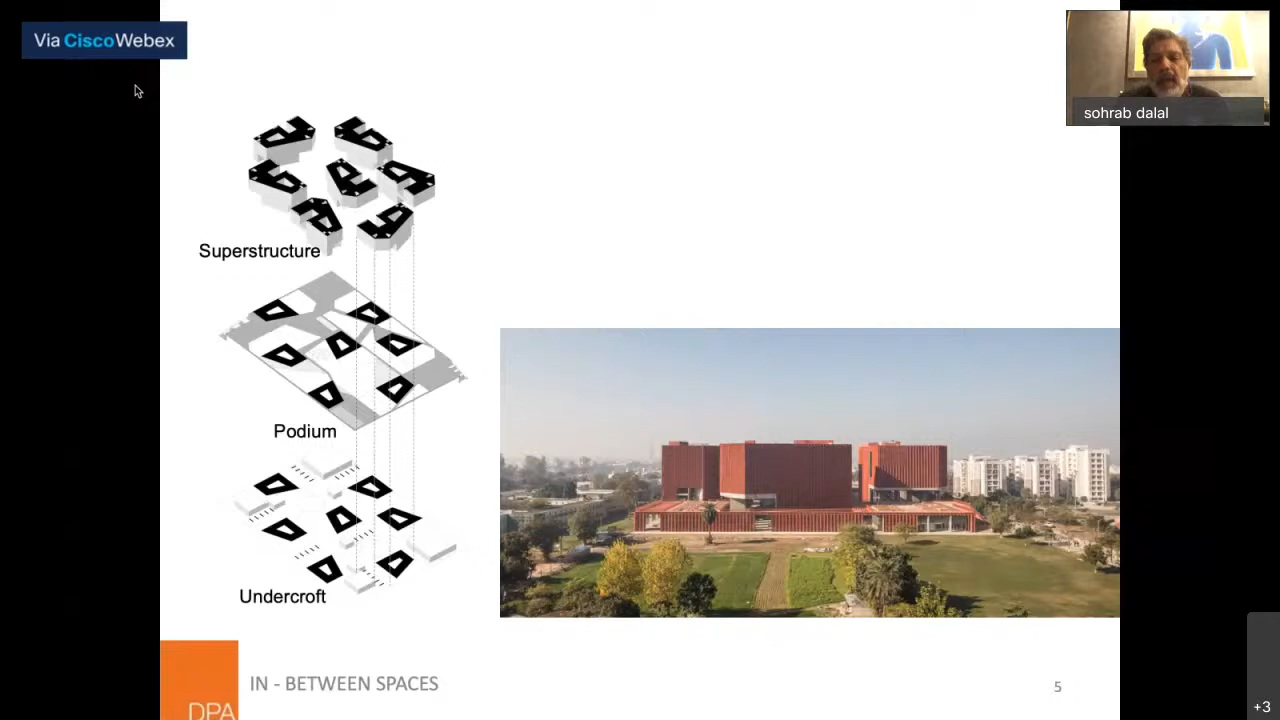 Via CiscoWebex
sohrab dalal
Superstructure
Podium
Undercroft
IN - BETWEEN SPACES
5
DPA
+3